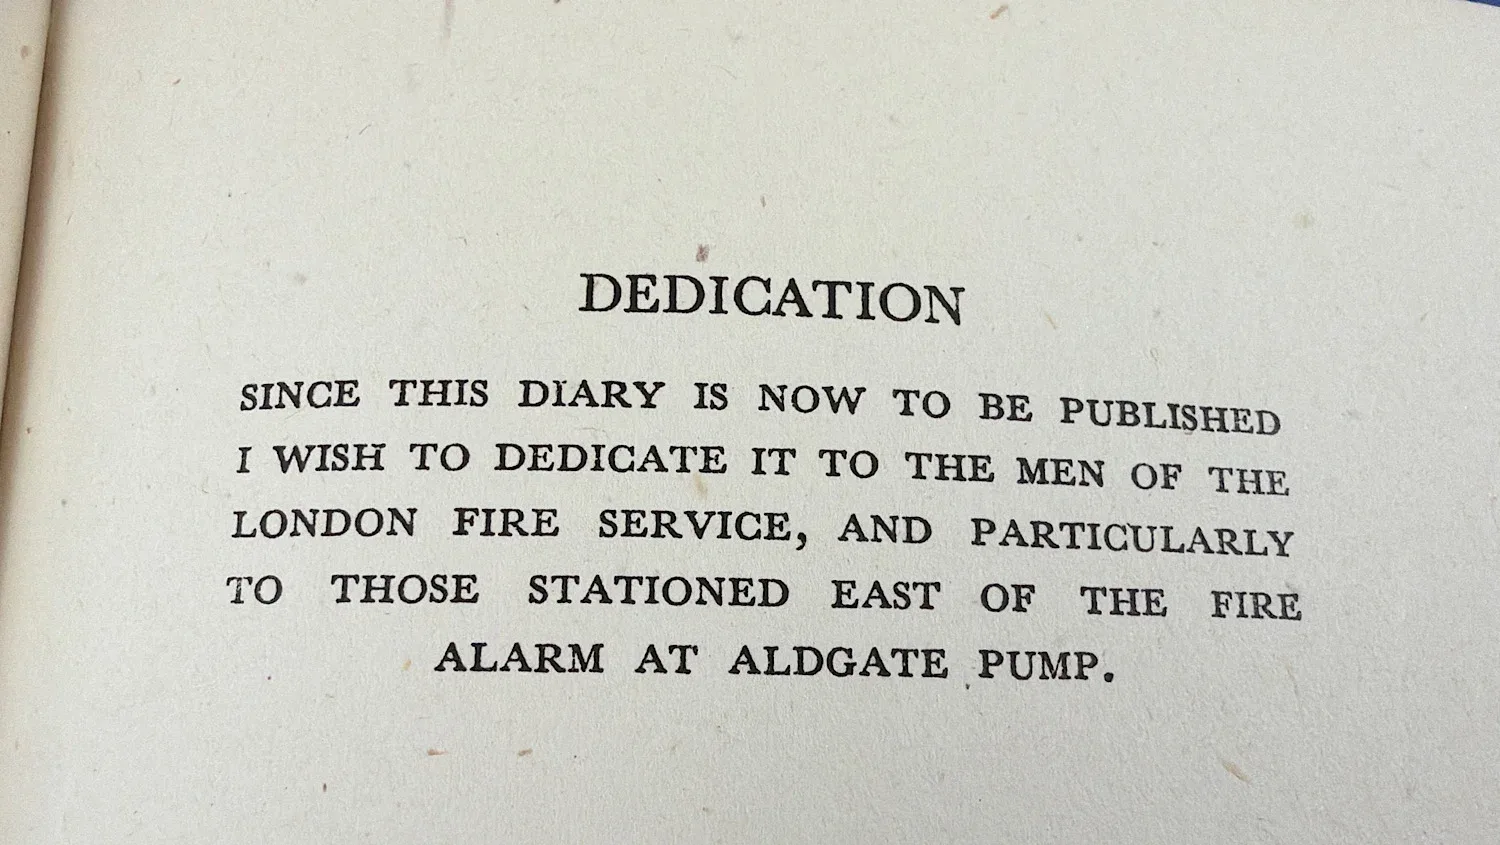 DEDICATION
SINCE THIS DIARY IS NOW TO BE PUBLISHED
I WISH TO DEDICATE IT TO THE MEN OF THE
LONDON FIRE SERVICE, AND PARTICULARLY
TO THOSE STATIONED EAST OF THE FIRE
ALARM AT ALDGATE PUMP.